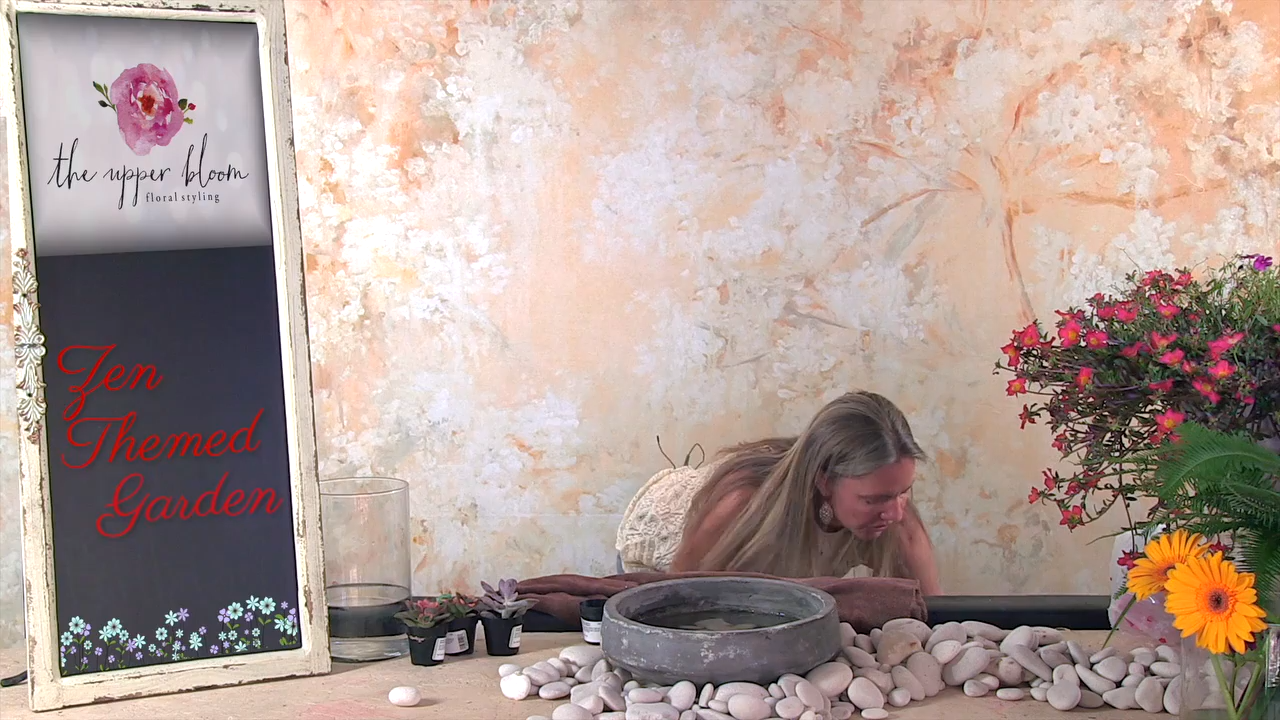 the upper bloom
floral styling
Zen
Themed
Garden